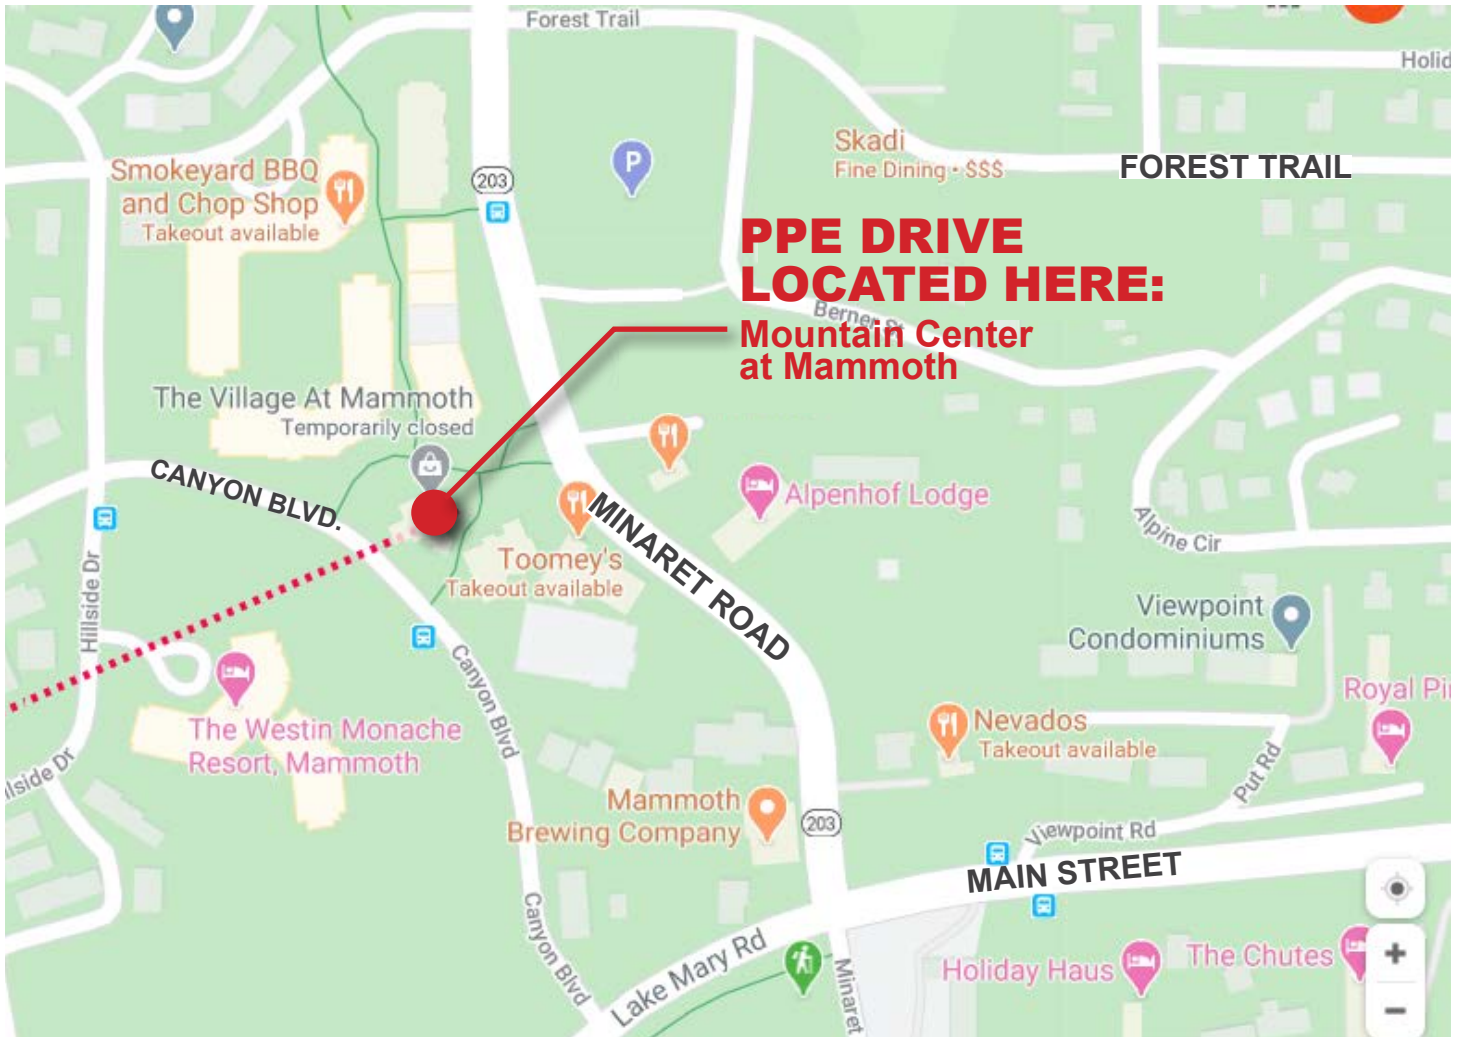 Forest Trail
Holid
Skadi
Fine Dining • $$$
FOREST TRAIL
Smokeyard BBQ
and Chop Shop
Takeout available
203
P
PPE DRIVE
LOCATED HERE:
Mountain Center
at Mammoth
Berner St
The Village At Mammoth
Temporarily closed
CANYON BLVD.
MINARET ROAD
Alpenhof Lodge
Alpine Cir
Toomey's
Takeout available
Hillside Dr
Viewpoint
Condominiums
Canyon Blvd
Royal Pi
The Westin Monache
Resort, Mammoth
Nevados
Takeout available
llside Dr
Put Rd
Mammoth
Brewing Company
203
Viewpoint Rd
MAIN STREET
Canyon Blvd
Lake Mary Rd
Minaret
Holiday Haus
The Chutes
+
−